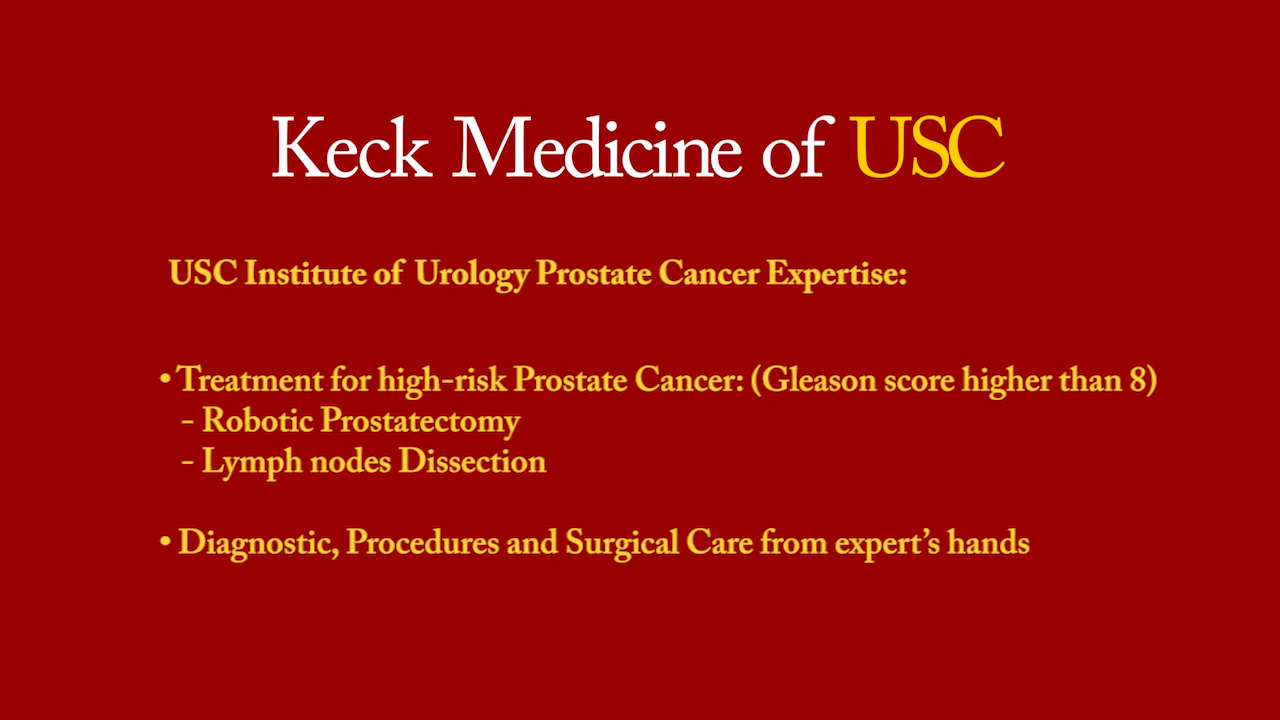 Keck Medicine of USC
USC Institute of Urology Prostate Cancer Expertise:
• Treatment for high-risk Prostate Cancer: (Gleason score higher than 8)
- Robotic Prostatectomy
- Lymph nodes Dissection
• Diagnostic, Procedures and Surgical Care from expert’s hands